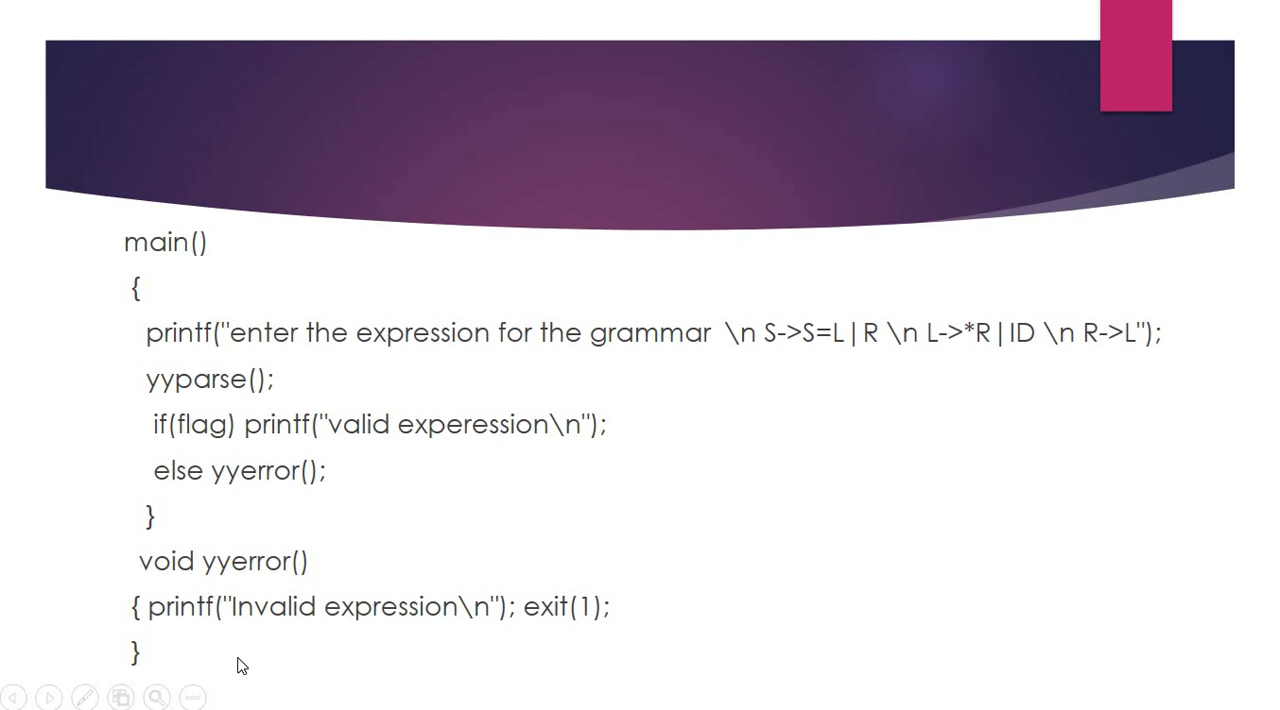 main()
{
printf("enter the expression for the grammar \n S->S=L|R \n L->*R|ID \n R->L");
yyparse();
if(flag) printf("valid experession\n");
else yyerror();
}
void yyerror()
{ printf("Invalid expression\n"); exit(1);
}